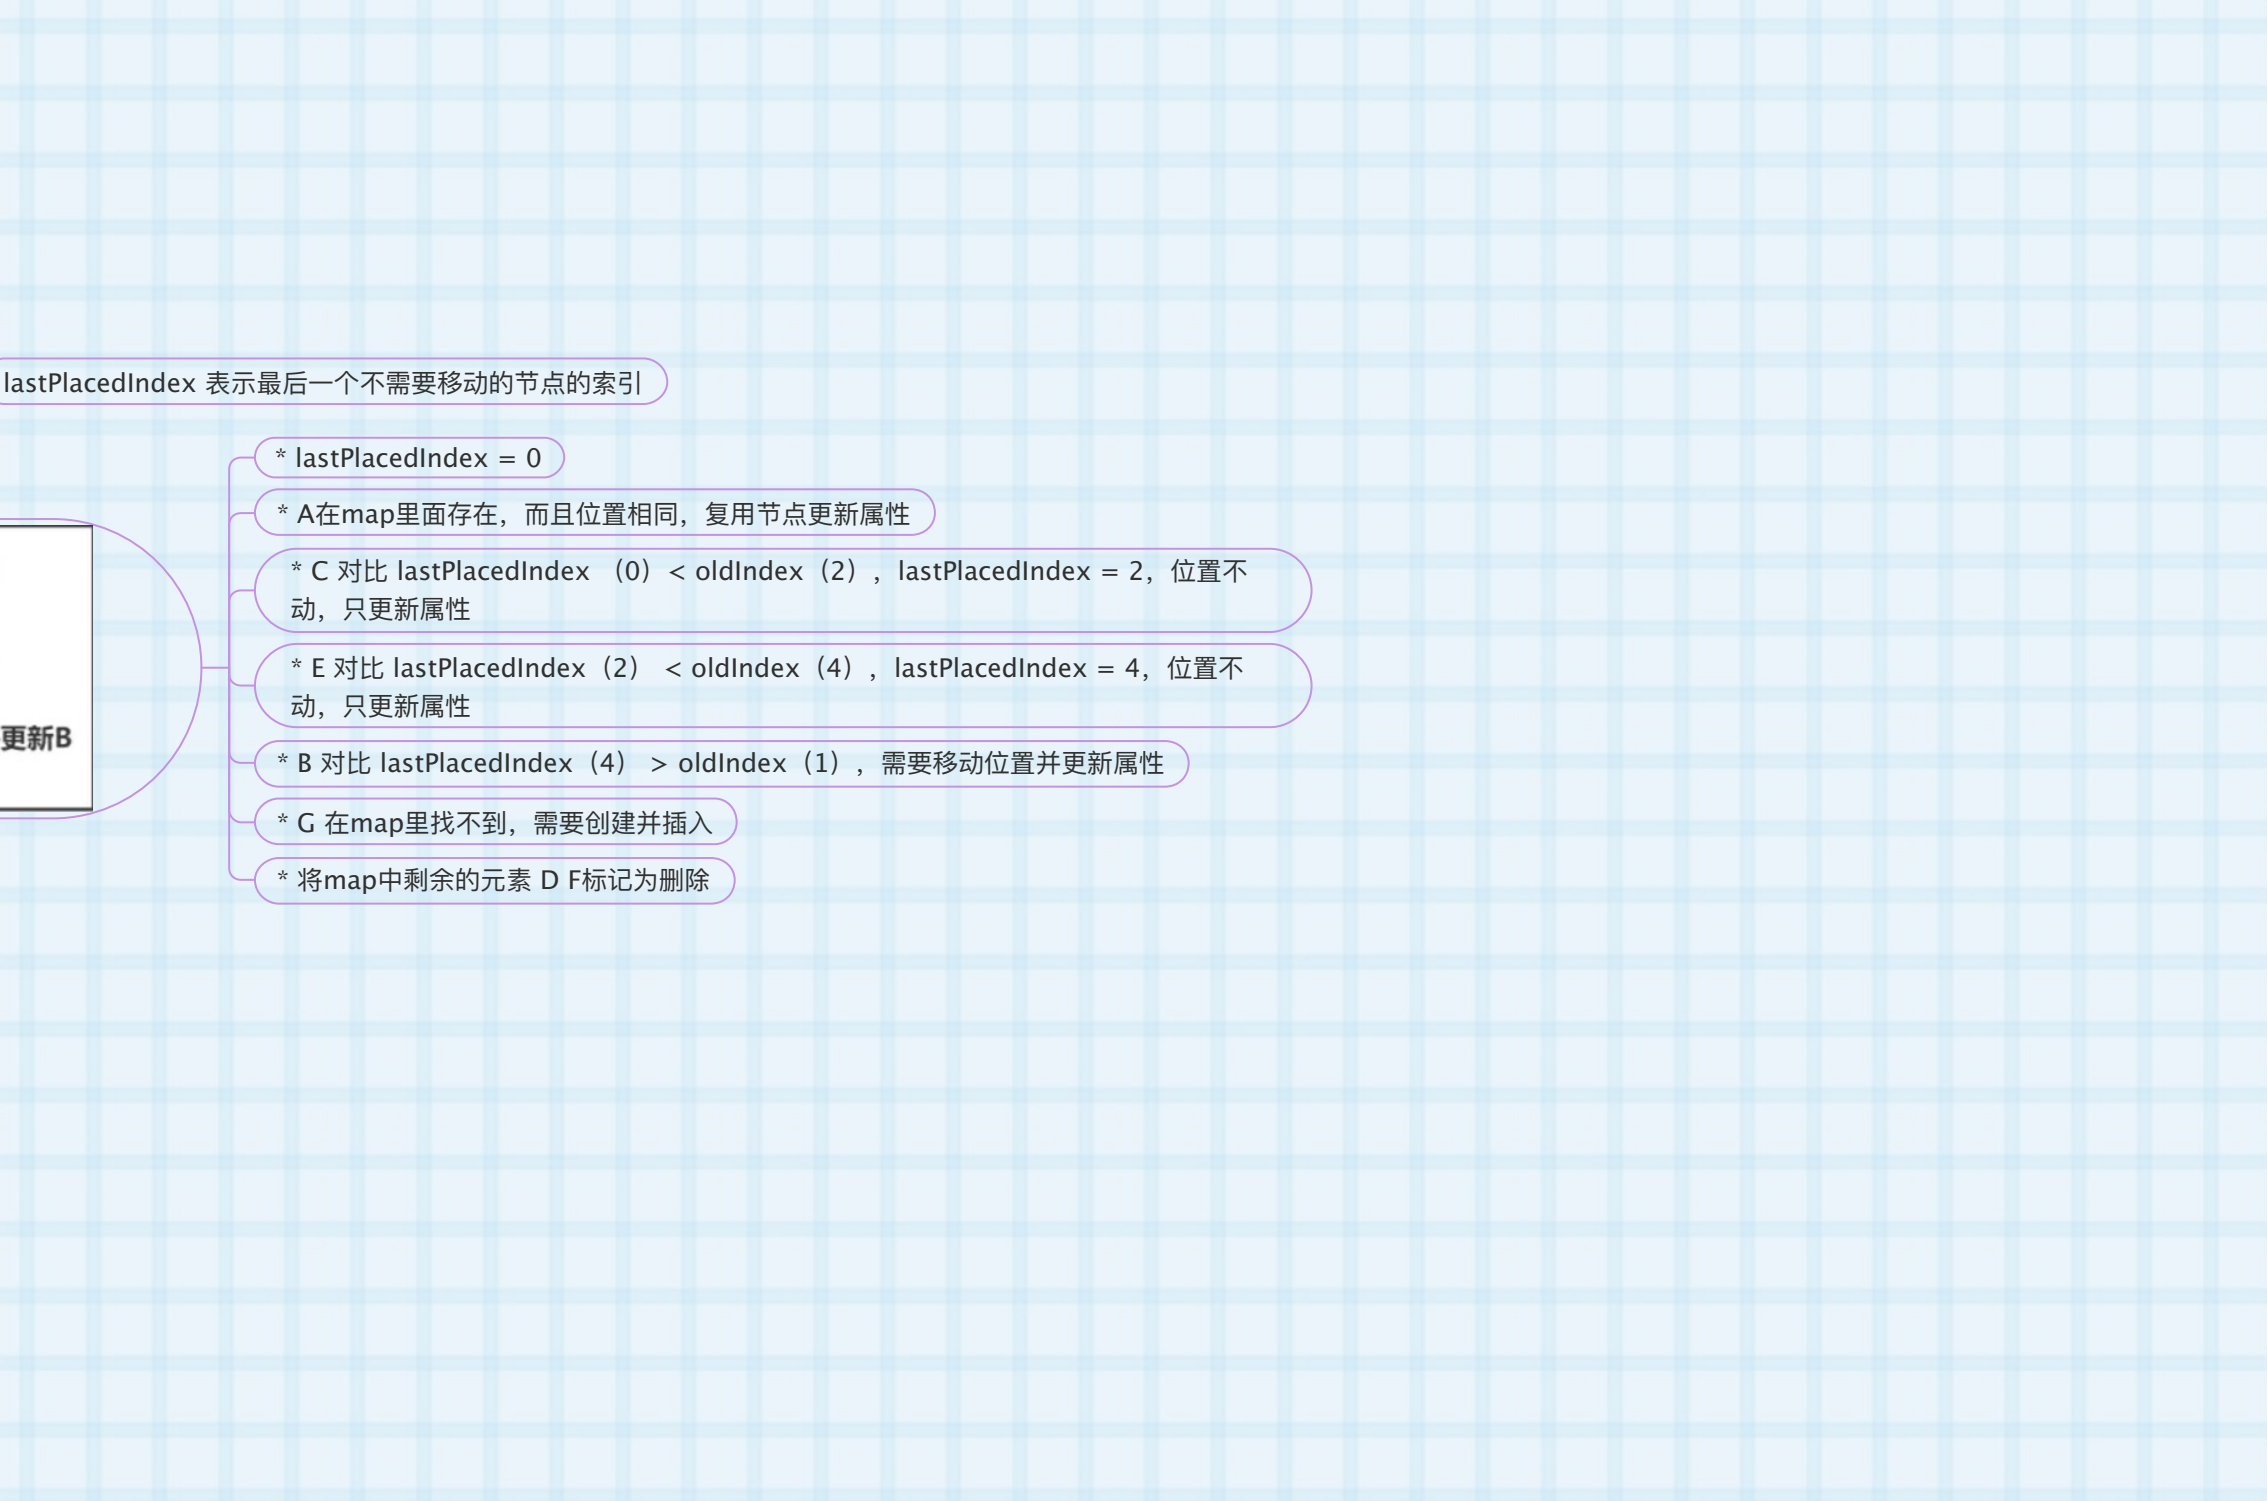 lastPlacedIndex 表示最后一个不需要移动的节点的索引
* lastPlacedIndex = 0
* A在map里面存在，而且位置相同，复用节点更新属性
* C 对比 lastPlacedIndex （0）< oldIndex（2）, lastPlacedIndex = 2，位置不
动，只更新属性
* E 对比 lastPlacedIndex（2） < oldIndex（4）, lastPlacedIndex = 4，位置不
动，只更新属性
更新B
* B 对比 lastPlacedIndex（4） > oldIndex（1）, 需要移动位置并更新属性
* G 在map里找不到，需要创建并插入
* 将map中剩余的元素 D F标记为删除